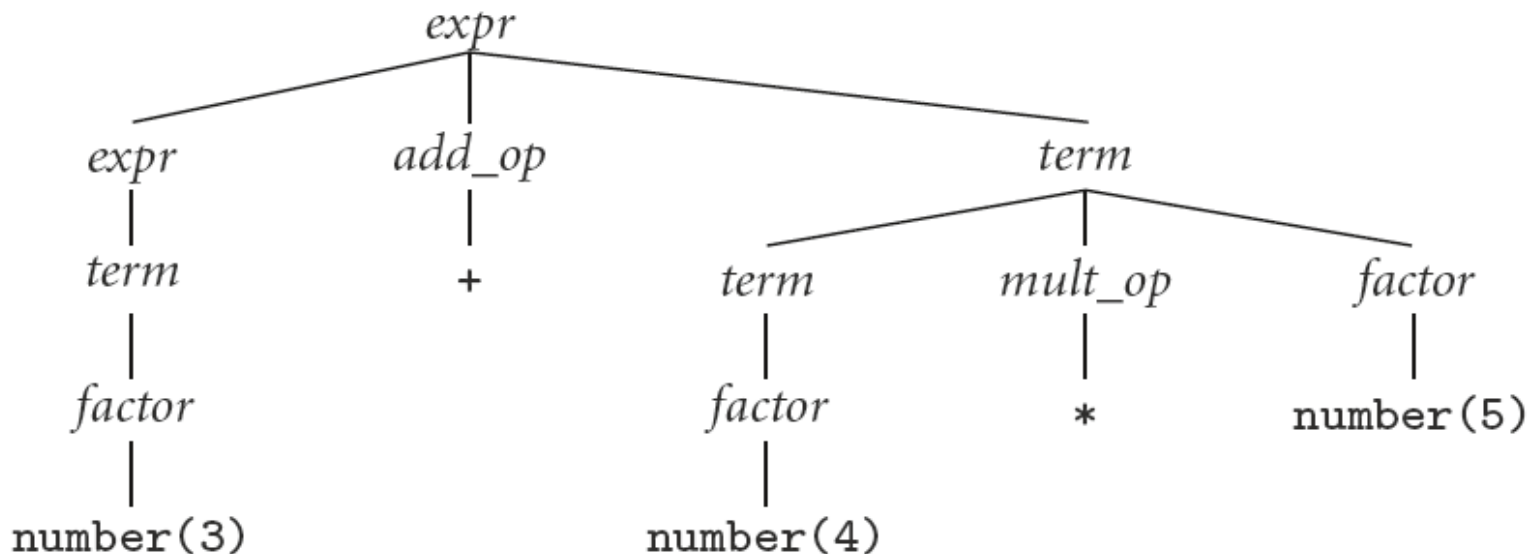 expr
expr add_op term
term + term mult_op factor
factor factor * number(5)
number(3) number(4)